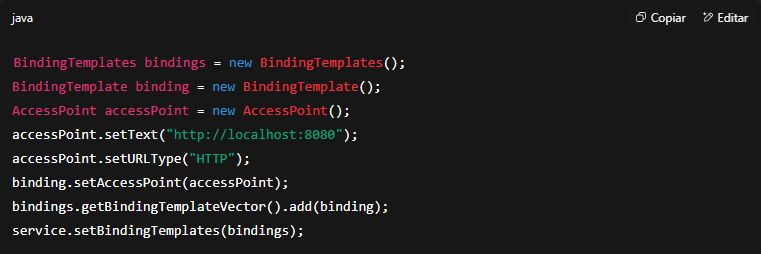 java Copiar Editar
BindingTemplates bindings = new BindingTemplates();
BindingTemplate binding = new BindingTemplate();
AccessPoint accessPoint = new AccessPoint();
accessPoint.setText("http://localhost:8080");
accessPoint.setURLType("HTTP");
binding.setAccessPoint(accessPoint);
bindings.getBindingTemplateVector().add(binding);
service.setBindingTemplates(bindings);